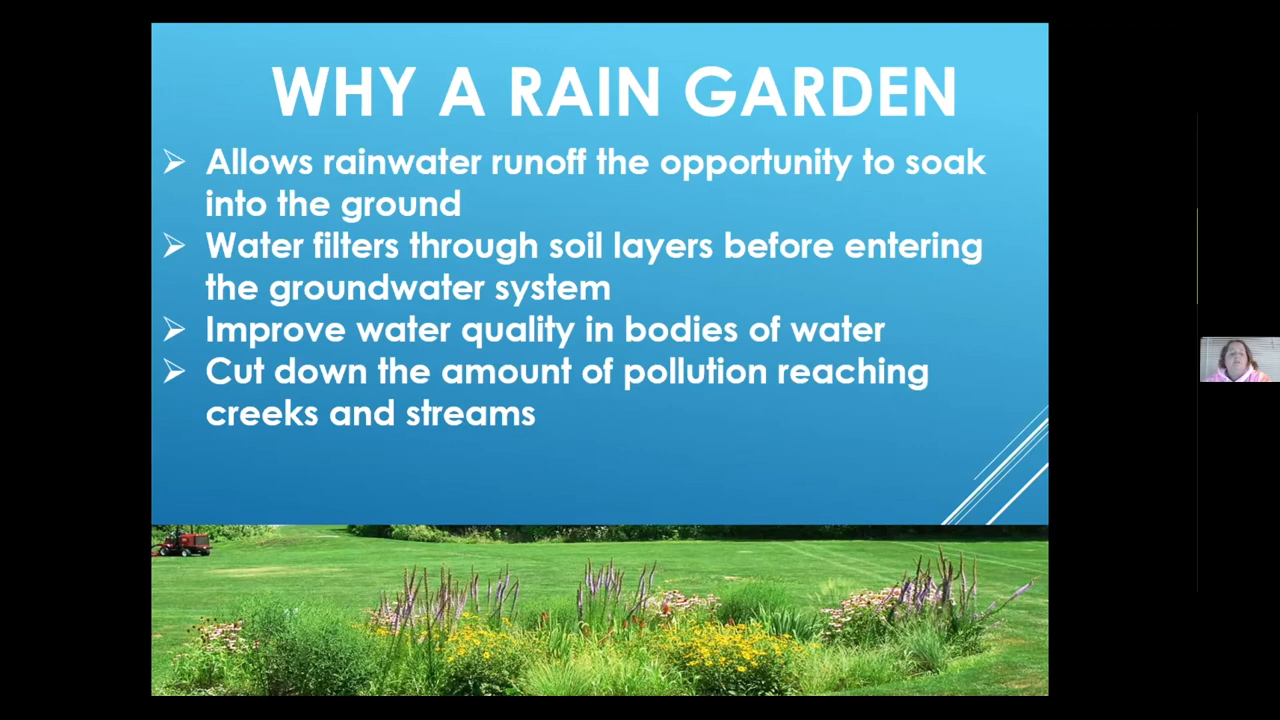 WHY A RAIN GARDEN
Allows rainwater runoff the opportunity to soak
into the ground
Water filters through soil layers before entering
the groundwater system
Improve water quality in bodies of water
Cut down the amount of pollution reaching
creeks and streams